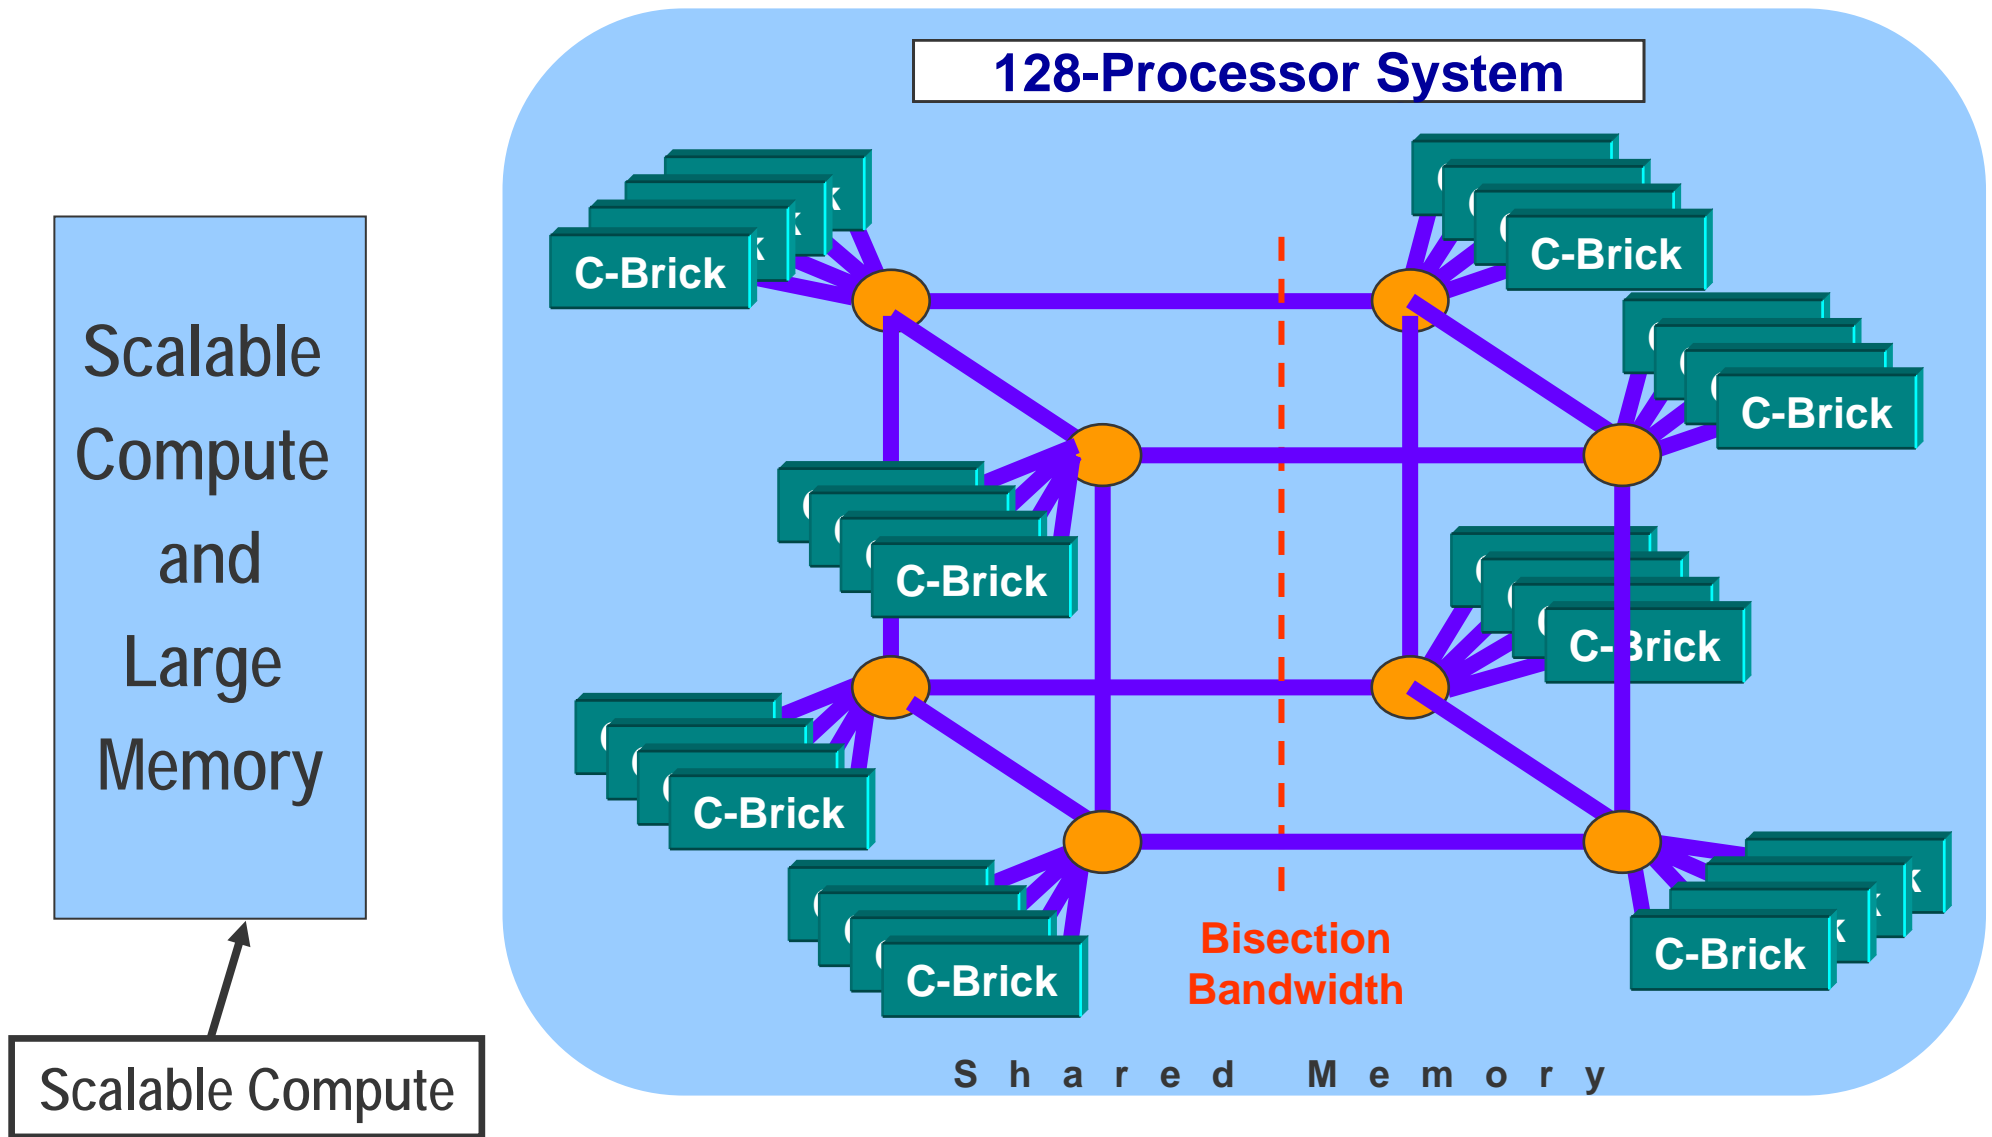 128-Processor System
C-Brick
C-Brick
C-Brick
C-Brick
C-Brick
C-Brick
C-Brick
C-Brick
Bisection
Bandwidth
Shared Memory
Scalable
Compute
and
Large
Memory
Scalable Compute